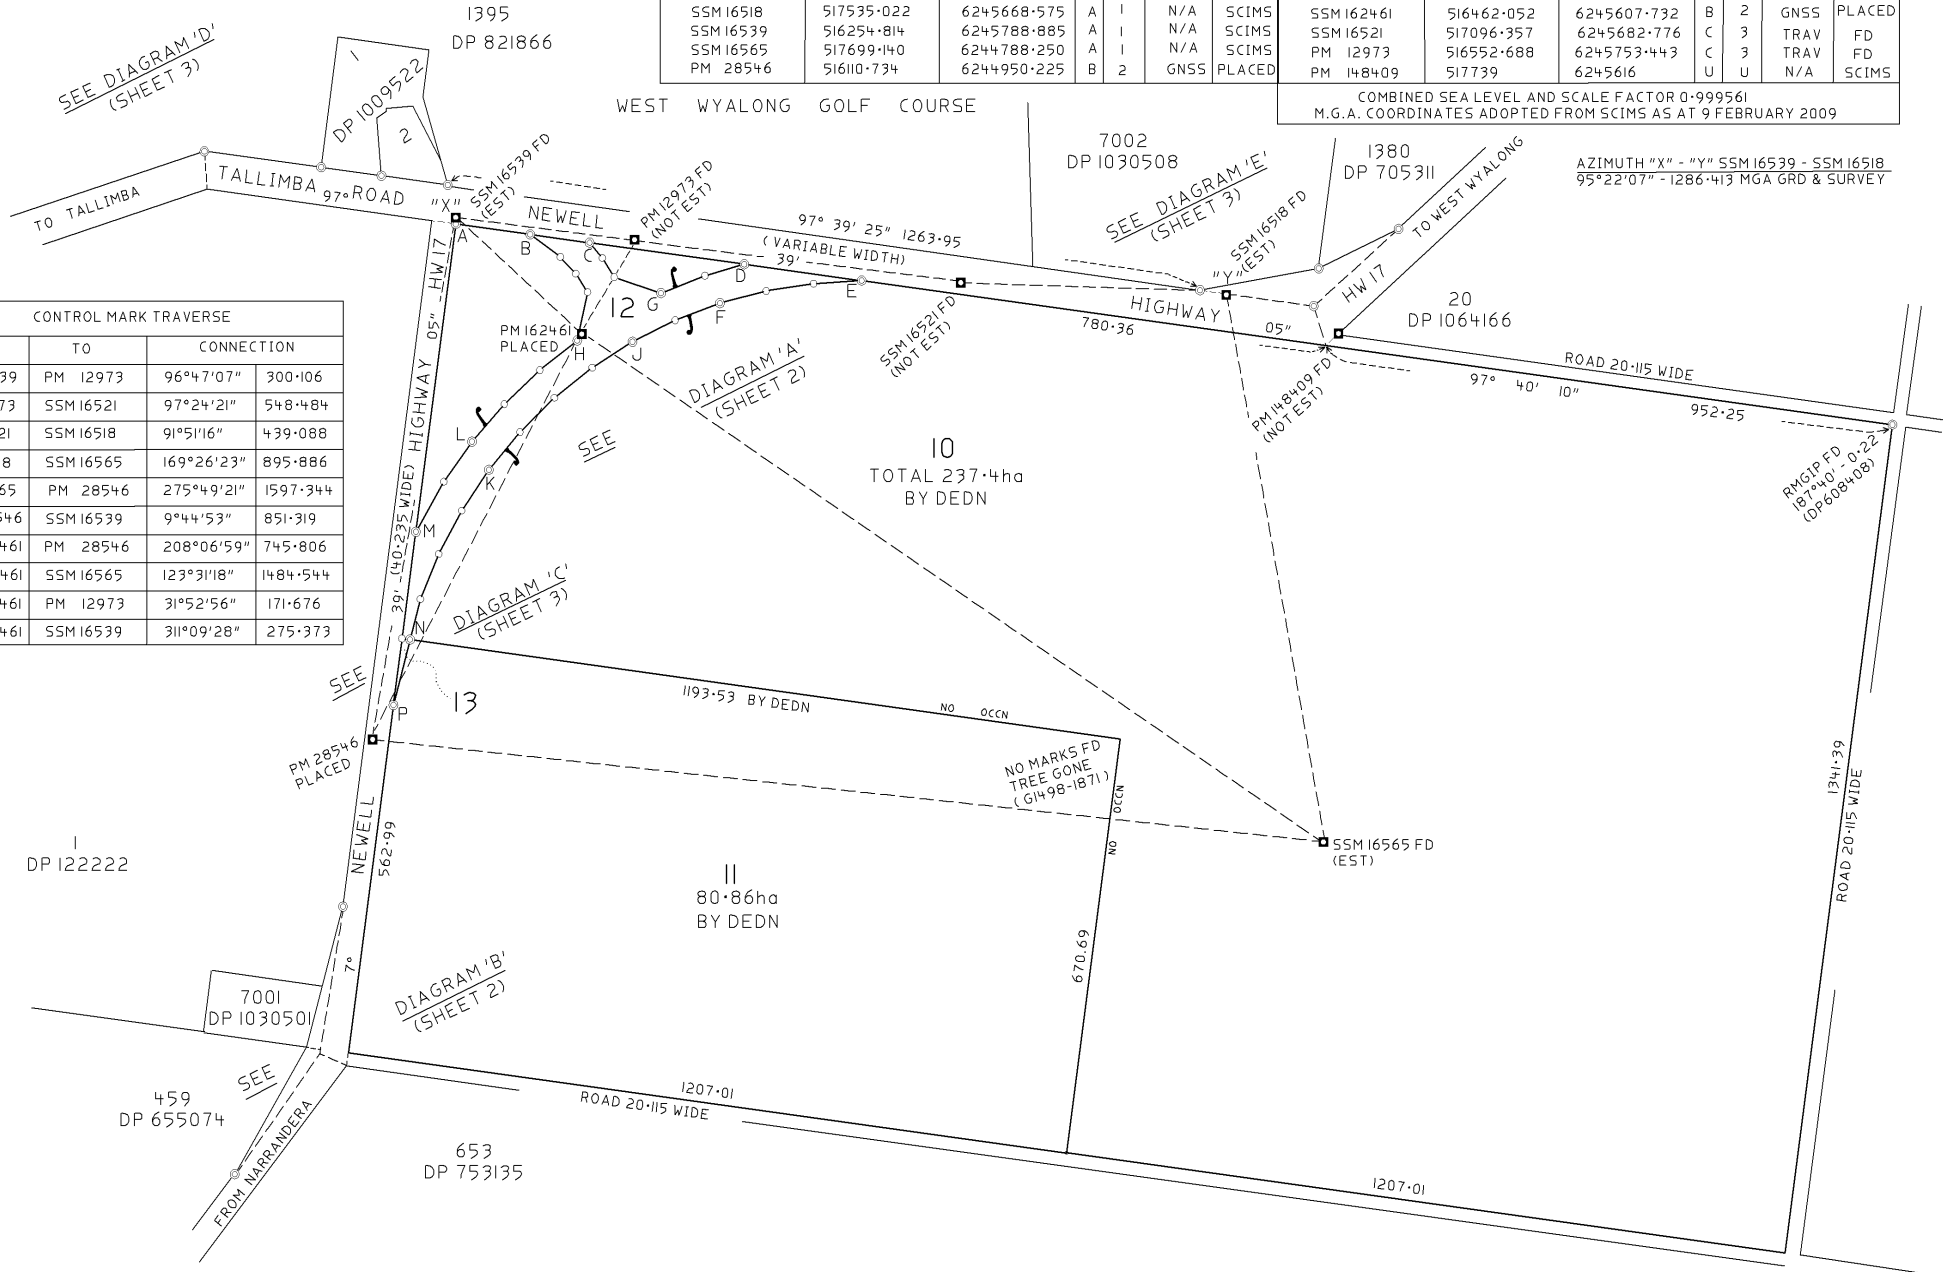 1395
DP 821866
SSM 16518 517535·022 6245668·575 A 1 N/A SCIMS
SSM 16539 516254·814 6245788·885 A 1 N/A SCIMS
SSM 16565 517699·140 6244788·250 A 1 N/A SCIMS
PM 28546 516110·734 6244950·225 B 2 GNSS PLACED
SSM 162461 516462·052 6245607·732 B 2 GNSS PLACED
SSM 16521 517096·357 6245682·776 C 3 TRAV FD
PM 12973 516552·688 6245753·443 C 3 TRAV FD
PM 148409 517739 6245616 U U N/A SCIMS
COMBINED SEA LEVEL AND SCALE FACTOR 0·999561
M.G.A. COORDINATES ADOPTED FROM SCIMS AS AT 9 FEBRUARY 2009
SEE DIAGRAM 'D'
(SHEET 3)
1
DP 1009522
2
WEST WYALONG GOLF COURSE
7002
DP 1030508
1380
DP 705311
AZIMUTH "X" - "Y" SSM 16539 - SSM 16518
95°22'07" - 1286·413 MGA GRD & SURVEY
TO TALLIMBA
TALLIMBA ROAD
97°
"X"
SSM 16539 FD
(EST)
NEWELL
PM 12973 FD
(NOT EST)
97° 39' 25" 1263·95
(VARIABLE WIDTH)
39'
SEE DIAGRAM 'E'
(SHEET 3)
SSM 16518 FD
(EST)
"Y"
TO WEST WYALONG
HW 17
A
B
C
D
E
F
G
H
J
K
L
M
N
P
12
PM 162461
PLACED
SSM 16521 FD
(NOT EST)
HIGHWAY
780·36
05"
20
DP 1064166
ROAD 20·115 WIDE
97° 40' 10"
952·25
PM 148409 FD
(NOT EST)
RMGIP FD
187°40' - 0·22
(DP608408)
CONTROL MARK TRAVERSE
TO CONNECTION
39 PM 12973 96°47'07" 300·106
73 SSM 16521 97°24'21" 548·484
21 SSM 16518 91°51'16" 439·088
8 SSM 16565 169°26'23" 895·886
65 PM 28546 275°49'21" 1597·344
546 SSM 16539 9°44'53" 851·319
461 PM 28546 208°06'59" 745·806
461 SSM 16565 123°31'18" 1484·544
461 PM 12973 31°52'56" 171·676
461 SSM 16539 311°09'28" 275·373
HW 17
05"
HIGHWAY
(40·235 WIDE)
39'
SEE
DIAGRAM 'A'
(SHEET 2)
10
TOTAL 237·4ha
BY DEDN
SEE
DIAGRAM 'C'
(SHEET 3)
13
1193·53 BY DEDN
NO OCCN
NO MARKS FD
TREE GONE
(G1498-1871)
NO OCCN
PM 28546
PLACED
SSM 16565 FD
(EST)
1341·39
ROAD 20·115 WIDE
1
DP 122222
NEWELL
562·99
7°
11
80·86ha
BY DEDN
670.69
7001
DP 1030501
SEE
DIAGRAM 'B'
(SHEET 2)
459
DP 655074
FROM NARRANDERA
1207·01
ROAD 20·115 WIDE
653
DP 753135
1207·01